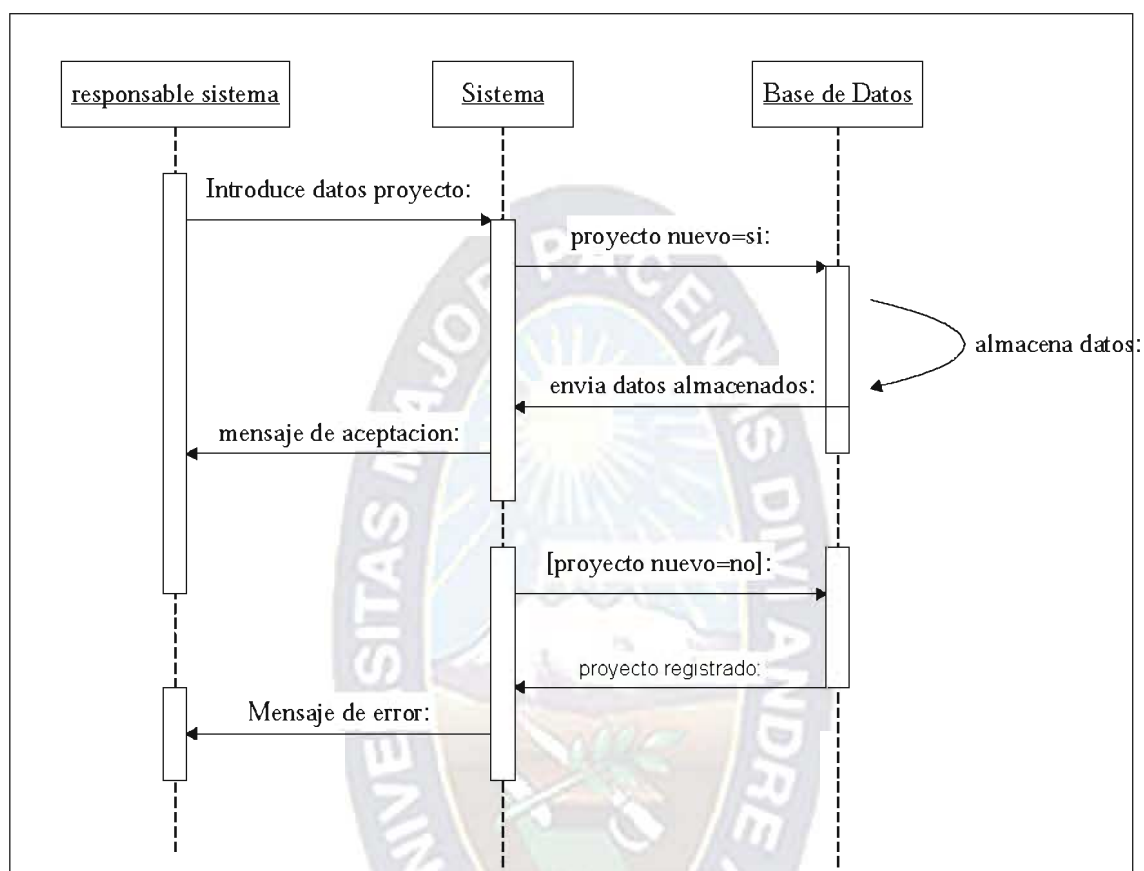 responsable sistema
Sistema
Base de Datos
Introduce datos proyecto:
proyecto nuevo=si:
almacena datos:
envia datos almacenados:
mensaje de aceptacion:
[proyecto nuevo=no]:
proyecto registrado:
Mensaje de error: